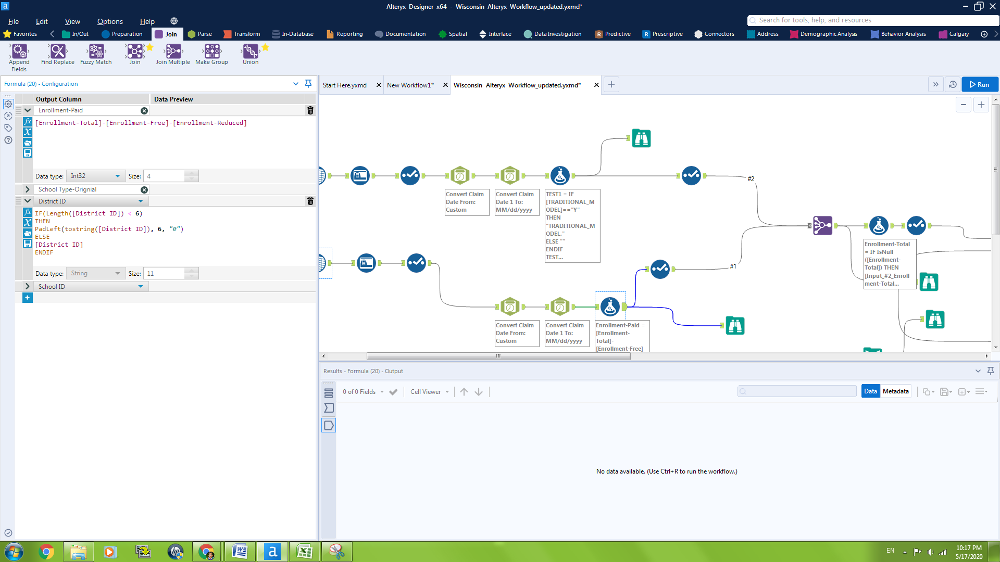 Alteryx Designer x64 - Wisconsin Alteryx Workflow_updated.yxmd*
File Edit View Options Help
Search for tools, help, and resources
Favorites In/Out Preparation Join Parse Transform In-Database Reporting Documentation Spatial Interface Data Investigation Predictive Prescriptive Connectors Address Demographic Analysis Behavior Analysis Calgary
Append Fields Find Replace Fuzzy Match Join Join Multiple Make Group Union
Formula (20) - Configuration
Start Here.yxmd New Workflow1* Wisconsin Alteryx Workflow_updated.yxmd*
Run
Output Column Data Preview
Enrollment-Paid
[Enrollment-Total]-[Enrollment-Free]-[Enrollment-Reduced]
Data type: Int32 Size: 4
School Type-Orignial
District ID
IF(Length([District ID]) < 6)
THEN
PadLeft(tostring([District ID]), 6, "0")
ELSE
[District ID]
ENDIF
Data type: String Size: 11
School ID
#2
Convert Claim
Date From:
Custom
Convert Claim
Date 1 To:
MM/dd/yyyy
TEST1 = IF
[TRADITIONAL_M
ODEL]=="Y"
THEN
"TRADITIONAL_M
ODEL,"
ELSE ""
ENDIF
TEST...
#1
Enrollment-Total
= IF IsNull
([Enrollment-
Total]) THEN
[Input_#2_Enroll
ment-Total...
Convert Claim
Date From:
Custom
Convert Claim
Date 1 To:
MM/dd/yyyy
Enrollment-Paid =
[Enrollment-
Total]-
[Enrollment-Free]
Results - Formula (20) - Output
0 of 0 Fields Cell Viewer Data Metadata
No data available. (Use Ctrl+R to run the workflow.)
EN
10:17 PM
5/17/2020